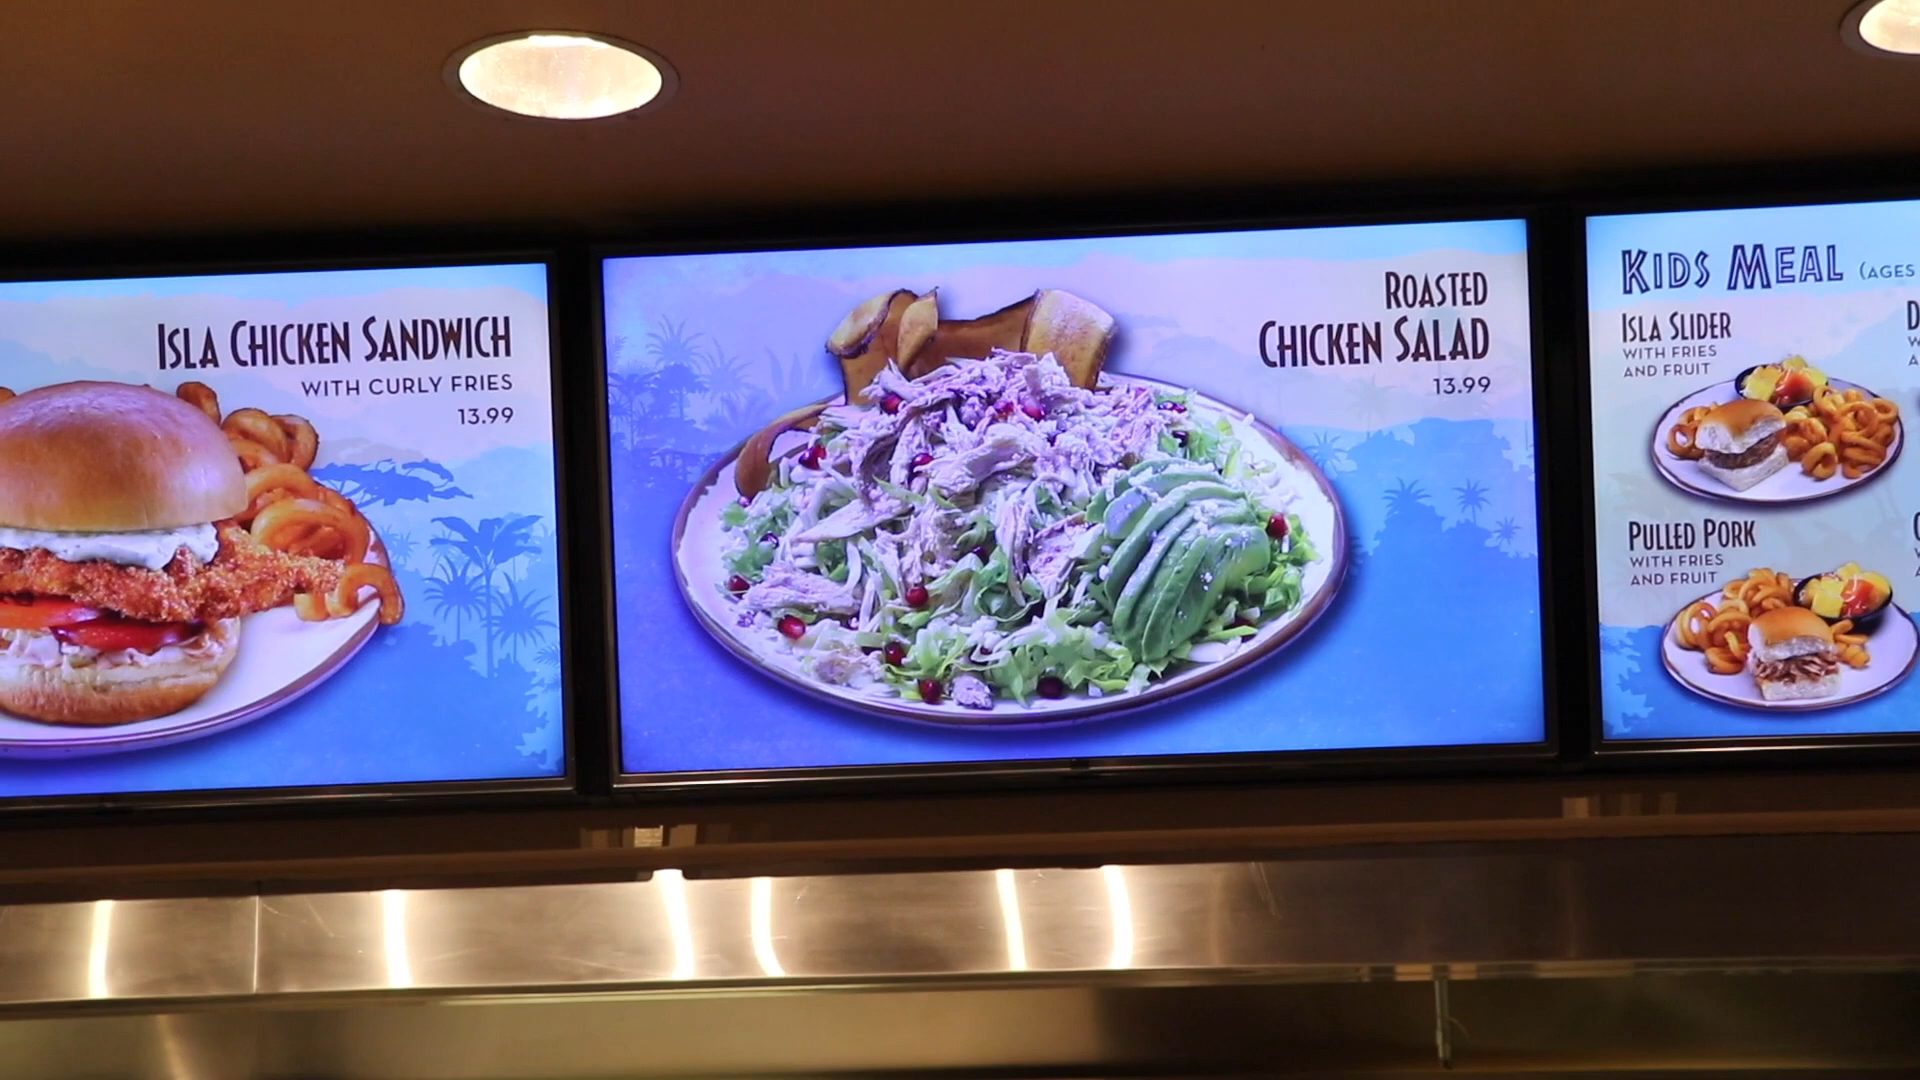 ISLA CHICKEN SANDWICH
WITH CURLY FRIES
13.99
ROASTED
CHICKEN SALAD
13.99
KIDS MEAL (AGES
ISLA SLIDER
WITH FRIES
AND FRUIT
PULLED PORK
WITH FRIES
AND FRUIT